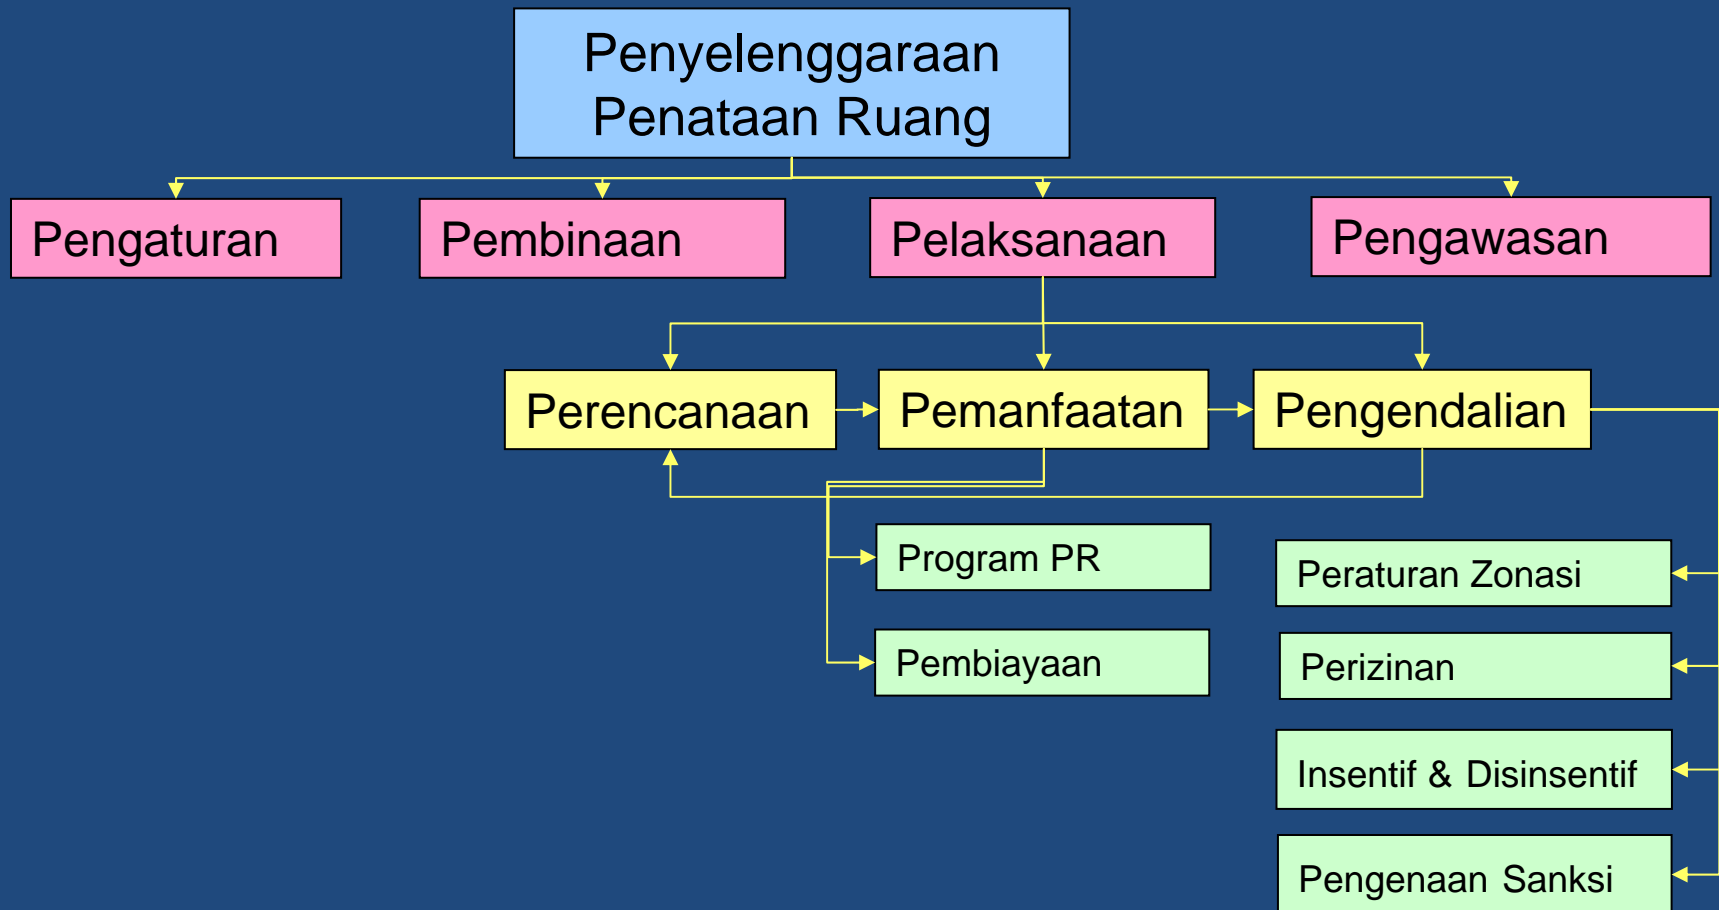 Penyelenggaraan
Penataan Ruang
Pengaturan
Pembinaan
Pelaksanaan
Pengawasan
Perencanaan
Pemanfaatan
Pengendalian
Program PR
Pembiayaan
Peraturan Zonasi
Perizinan
Insentif & Disinsentif
Pengenaan Sanksi